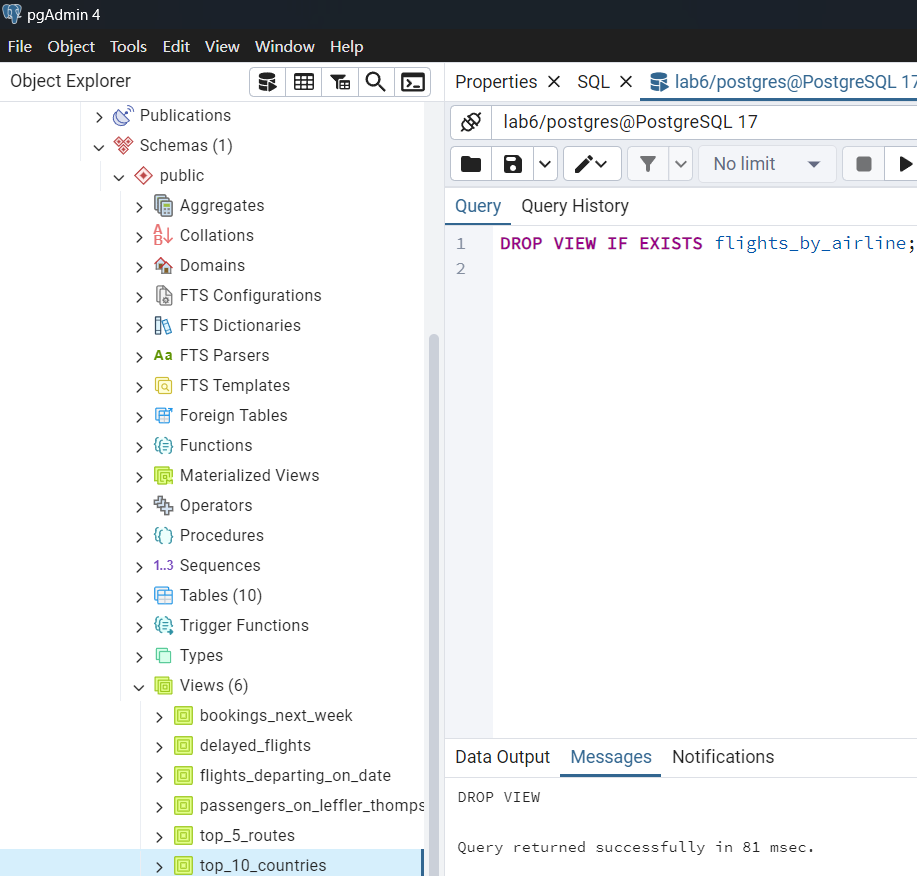 pgAdmin 4
File Object Tools Edit View Window Help
Object Explorer
Properties SQL lab6/postgres@PostgreSQL 17
Publications
Schemas (1)
public
Aggregates
Collations
Domains
FTS Configurations
FTS Dictionaries
Aa FTS Parsers
FTS Templates
Foreign Tables
Functions
Materialized Views
Operators
Procedures
1..3 Sequences
Tables (10)
Trigger Functions
Types
Views (6)
bookings_next_week
delayed_flights
flights_departing_on_date
passengers_on_leffler_thomps
top_5_routes
top_10_countries
lab6/postgres@PostgreSQL 17
No limit
Query Query History
1 DROP VIEW IF EXISTS flights_by_airline;
2
Data Output Messages Notifications
DROP VIEW
Query returned successfully in 81 msec.